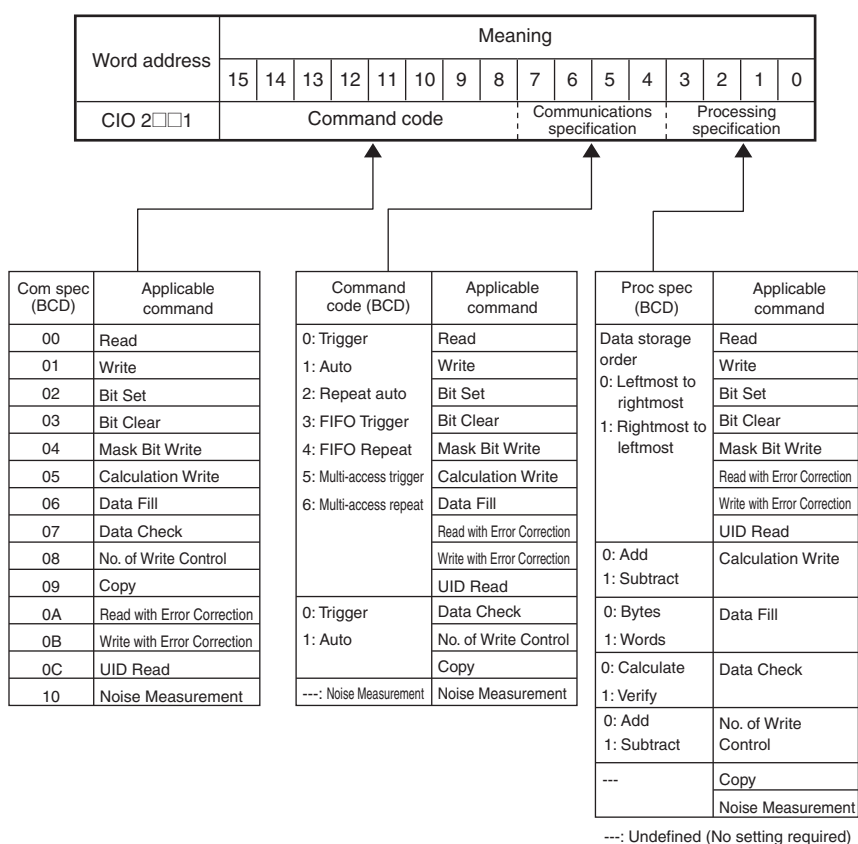 Word address
Meaning
15 14 13 12 11 10 9 8 7 6 5 4 3 2 1 0
CIO 2□□1
Command code
Communications
specification
Processing
specification
Com spec
(BCD)
Applicable
command
00 Read
01 Write
02 Bit Set
03 Bit Clear
04 Mask Bit Write
05 Calculation Write
06 Data Fill
07 Data Check
08 No. of Write Control
09 Copy
0A Read with Error Correction
0B Write with Error Correction
0C UID Read
10 Noise Measurement
Command
code (BCD)
Applicable
command
0: Trigger
1: Auto
2: Repeat auto
3: FIFO Trigger
4: FIFO Repeat
5: Multi-access trigger
6: Multi-access repeat
Read
Write
Bit Set
Bit Clear
Mask Bit Write
Calculation Write
Data Fill
Read with Error Correction
Write with Error Correction
UID Read
0: Trigger
1: Auto
Data Check
No. of Write Control
Copy
---: Noise Measurement
Noise Measurement
Proc spec
(BCD)
Applicable
command
Data storage
order
0: Leftmost to
rightmost
1: Rightmost to
leftmost
Read
Write
Bit Set
Bit Clear
Mask Bit Write
Read with Error Correction
Write with Error Correction
UID Read
0: Add
1: Subtract
Calculation Write
0: Bytes
1: Words
Data Fill
0: Calculate
1: Verify
Data Check
0: Add
1: Subtract
No. of Write
Control
---
Copy
Noise Measurement
---: Undefined (No setting required)